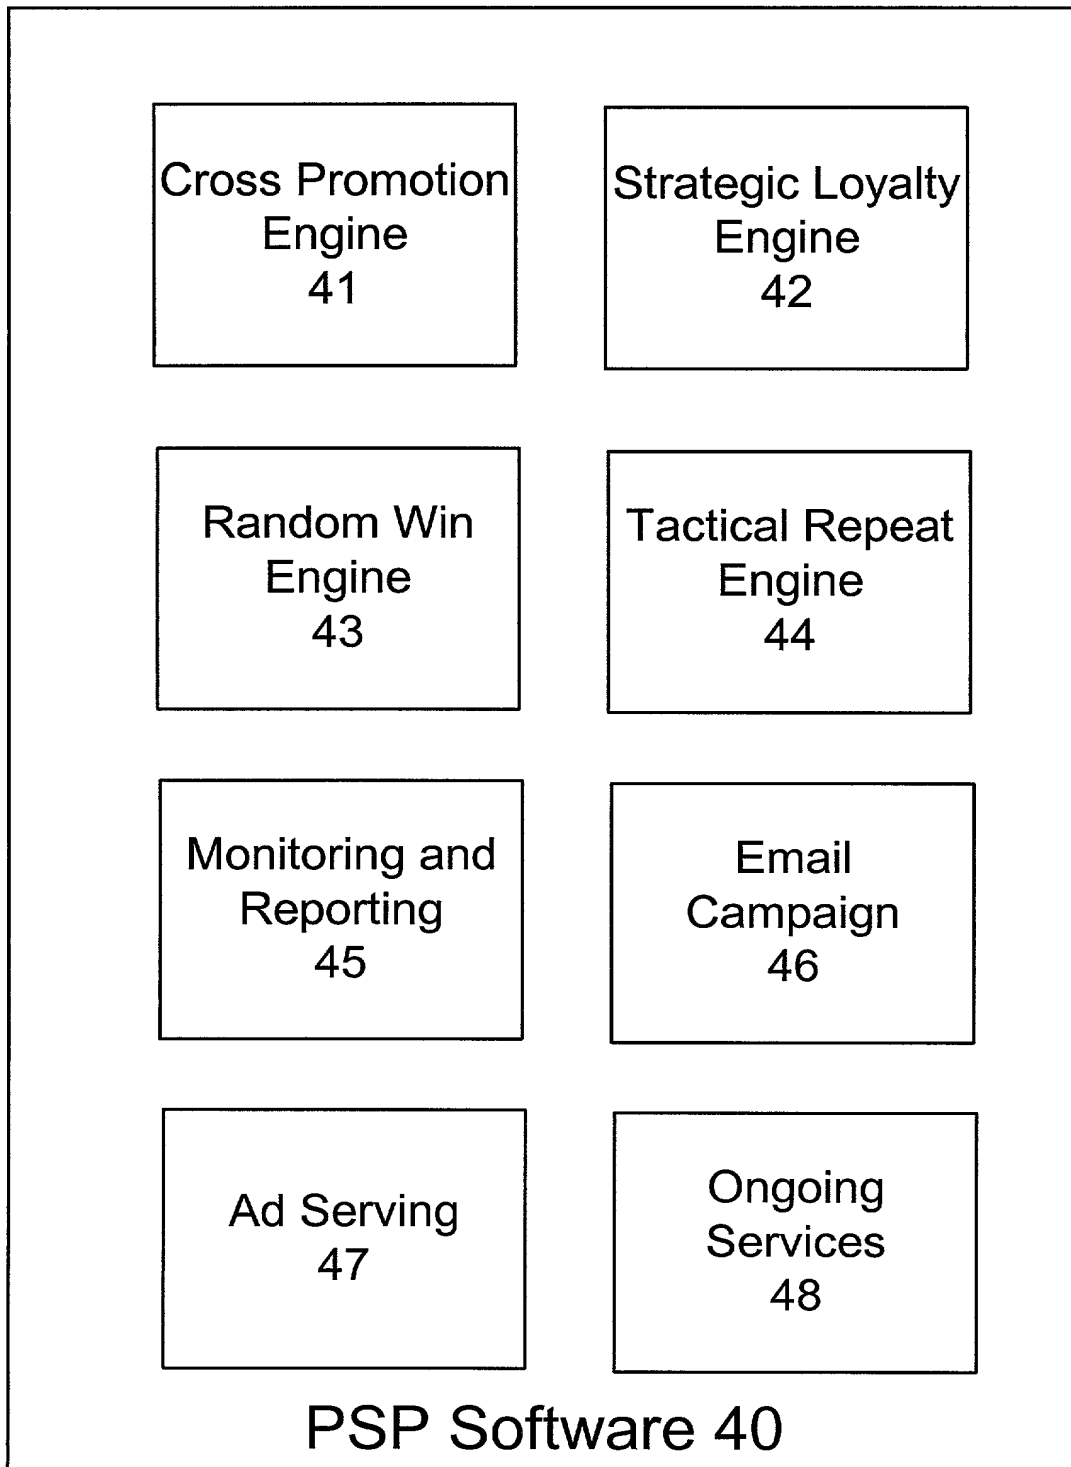 Cross Promotion
Engine
41
Strategic Loyalty
Engine
42
Random Win
Engine
43
Tactical Repeat
Engine
44
Monitoring and
Reporting
45
Email
Campaign
46
Ad Serving
47
Ongoing
Services
48
PSP Software 40